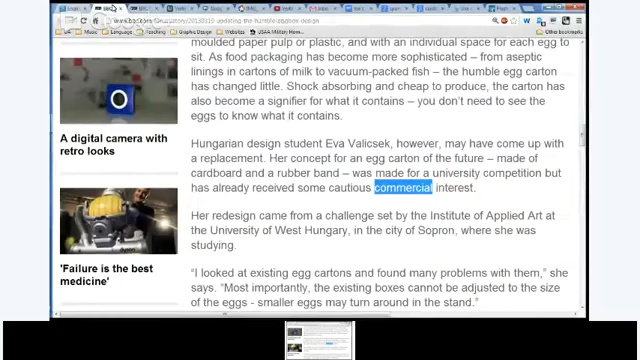 moulded paper pulp or plastic, and with an individual space for each egg to
sit. As food packaging has become more sophisticated – from aseptic
linings in cartons of milk to vacuum-packed fish – the humble egg carton
has changed little. Shock absorbing and cheap to produce, the carton has
also become a signifier for what it contains – you don't need to see the
eggs to know what it contains.
A digital camera with
retro looks
Hungarian design student Eva Valicsek, however, may have come up with
a replacement. Her concept for an egg carton of the future – made of
cardboard and a rubber band – was made for a university competition but
has already received some cautious commercial interest.
Her redesign came from a challenge set by the Institute of Applied Art at
the University of West Hungary, in the city of Sopron, where she was
studying.
'Failure is the best
medicine'
“I looked at existing egg cartons and found many problems with them,” she
says. “Most importantly, the existing boxes cannot be adjusted to the size
of the eggs - smaller eggs may turn around in the stand.”